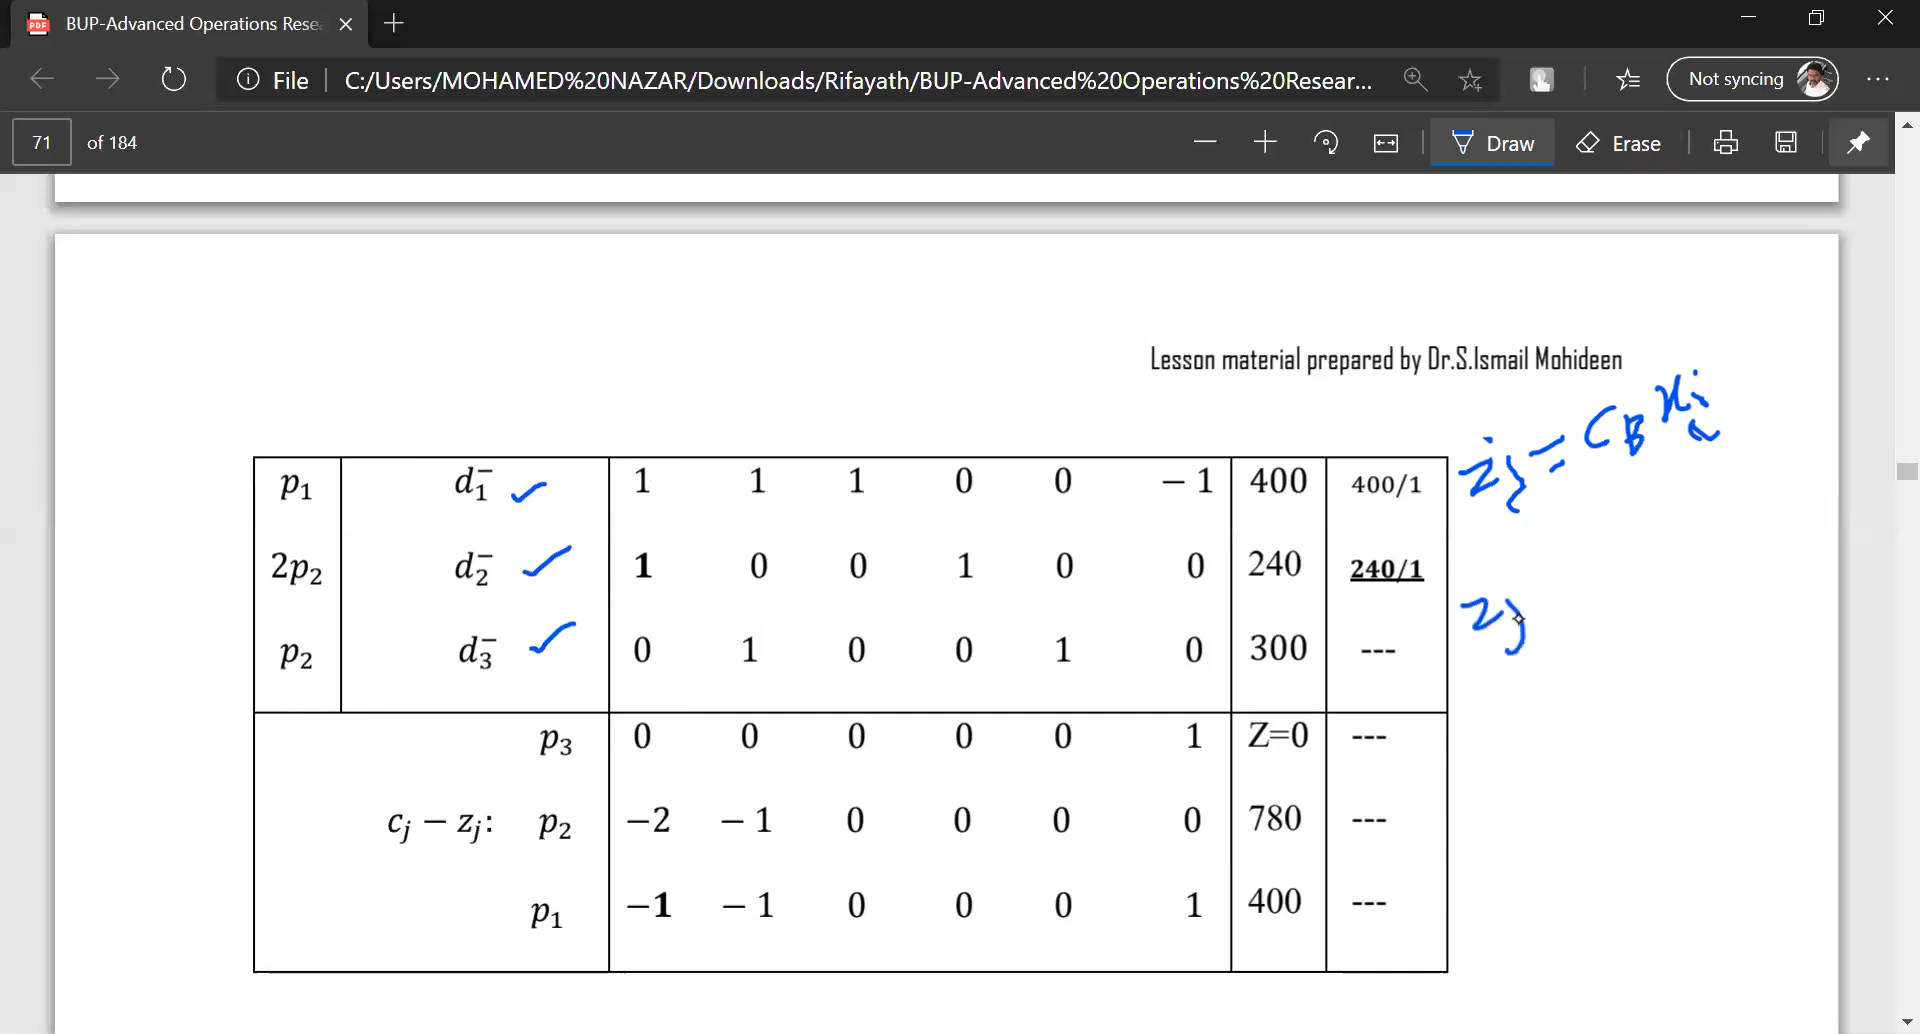 BUP-Advanced Operations Rese
File C:/Users/MOHAMED%20NAZAR/Downloads/Rifayath/BUP-Advanced%20Operations%20Resear... Not syncing
71 of 184 Draw Erase
Lesson material prepared by Dr.S.Ismail Mohideen
zj = CB xi
p₁ d₁⁻ 1 1 1 0 0 −1 400 400/1
2p₂ d₂⁻ 1 0 0 1 0 0 240 240/1
zj
p₂ d₃⁻ 0 1 0 0 1 0 300 ---
p₃ 0 0 0 0 0 1 Z=0 ---
cⱼ − zⱼ: p₂ −2 −1 0 0 0 0 780 ---
p₁ −1 −1 0 0 0 1 400 ---